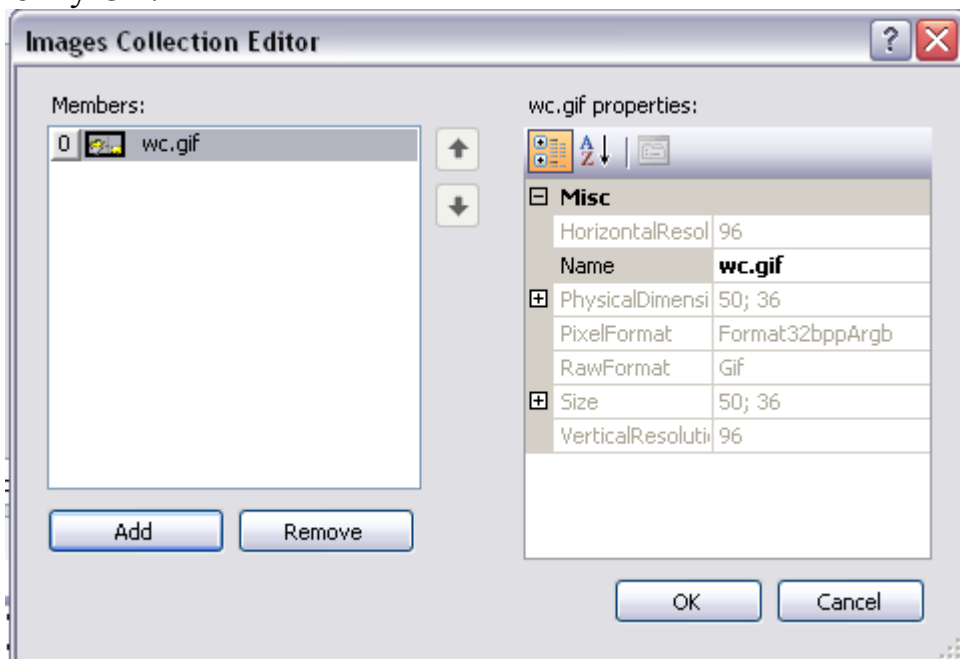 Images Collection Editor
Members:
0 wc.gif
Add Remove
wc.gif properties:
Misc
HorizontalResol 96
Name wc.gif
PhysicalDimensi 50; 36
PixelFormat Format32bppArgb
RawFormat Gif
Size 50; 36
VerticalResoluti 96
OK Cancel